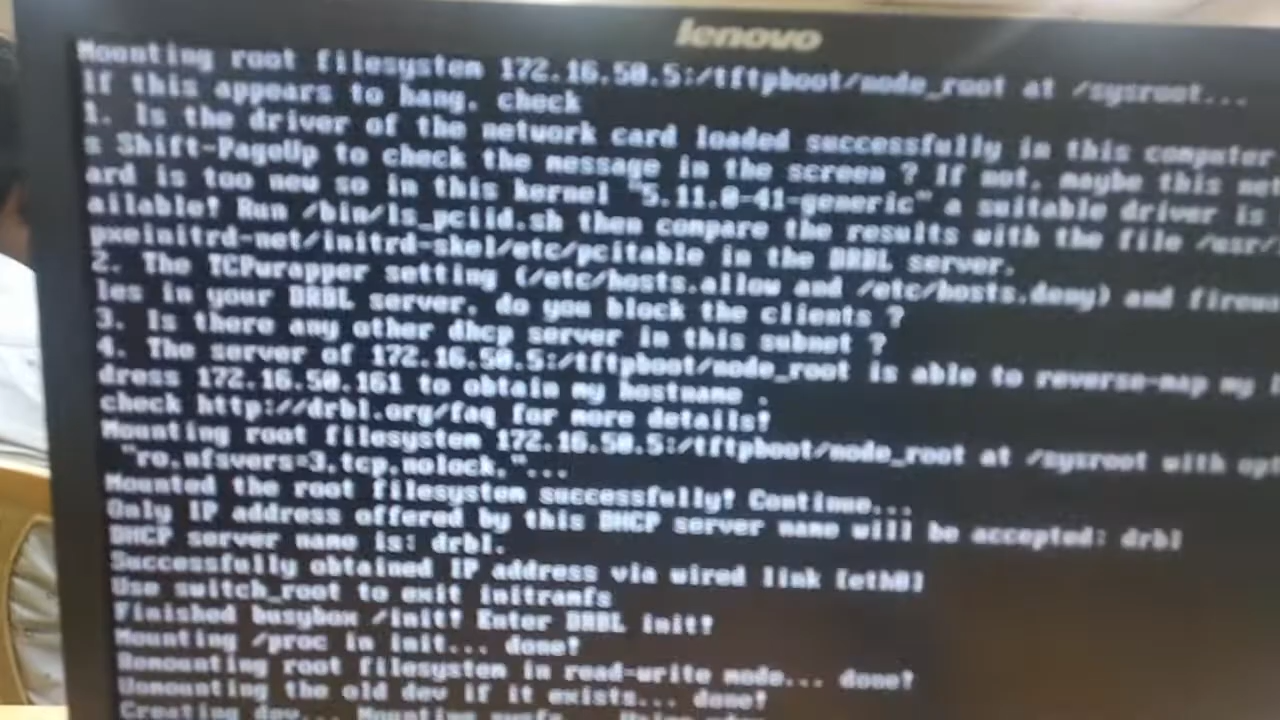 lenovo
Mounting root filesystem 172.16.50.5:/tftpboot/node_root at /sysroot...
If this appears to hang, check
1. Is the driver of the network card loaded successfully in this computer
s Shift-PageUp to check the message in the screen ? If not, maybe this net
ard is too new so in this kernel "5.11.0-41-generic" a suitable driver is
ailable! Run /bin/ls_pciid.sh then compare the results with the file /usr/
pxeinitrd-net/initrd-skel/etc/pcitable in the DRBL server.
2. The TCPwrapper setting (/etc/hosts.allow and /etc/hosts.deny) and firew
les in your DRBL server, do you block the clients ?
3. Is there any other dhcp server in this subnet ?
4. The server of 172.16.50.5:/tftpboot/node_root is able to reverse-map my
dress 172.16.50.161 to obtain my hostname .
check http://drbl.org/faq for more details!
Mounting root filesystem 172.16.50.5:/tftpboot/node_root at /sysroot with opt
"ro,nfsvers=3,tcp,nolock,"...
Mounted the root filesystem successfully! Continue...
Only IP address offered by this DHCP server name will be accepted: drbl
DHCP server name is: drbl.
Successfully obtained IP address via wired link [eth0]
Use switch_root to exit initramfs
Finished busybox /init! Enter DRBL init!
Mounting /proc in init... done!
Remounting root filesystem in read-write mode... done!
Unmounting the old dev if it exists... done!
Creating dev... Mounting